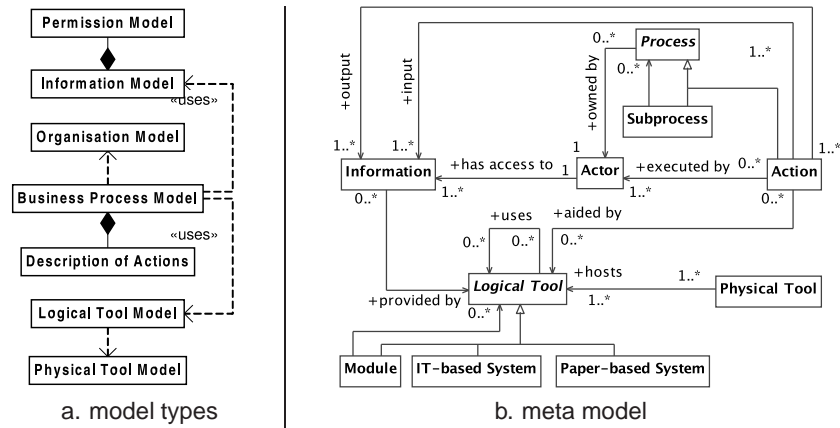 Permission Model
Information Model
«uses»
Organisation Model
Business Process Model
«uses»
Description of Actions
Logical Tool Model
Physical Tool Model
a. model types
0..*
Process
1..*
0..*
+output
+input
+owned by
Subprocess
1..*
1..*
1
1..*
Information
+has access to
1
Actor
+executed by
0..*
Action
0..*
1..*
1..*
0..*
+uses
+aided by
0..*
0..*
0..*
+hosts
1..*
Logical Tool
Physical Tool
+provided by
0..*
1..*
Module
IT-based System
Paper-based System
b. meta model